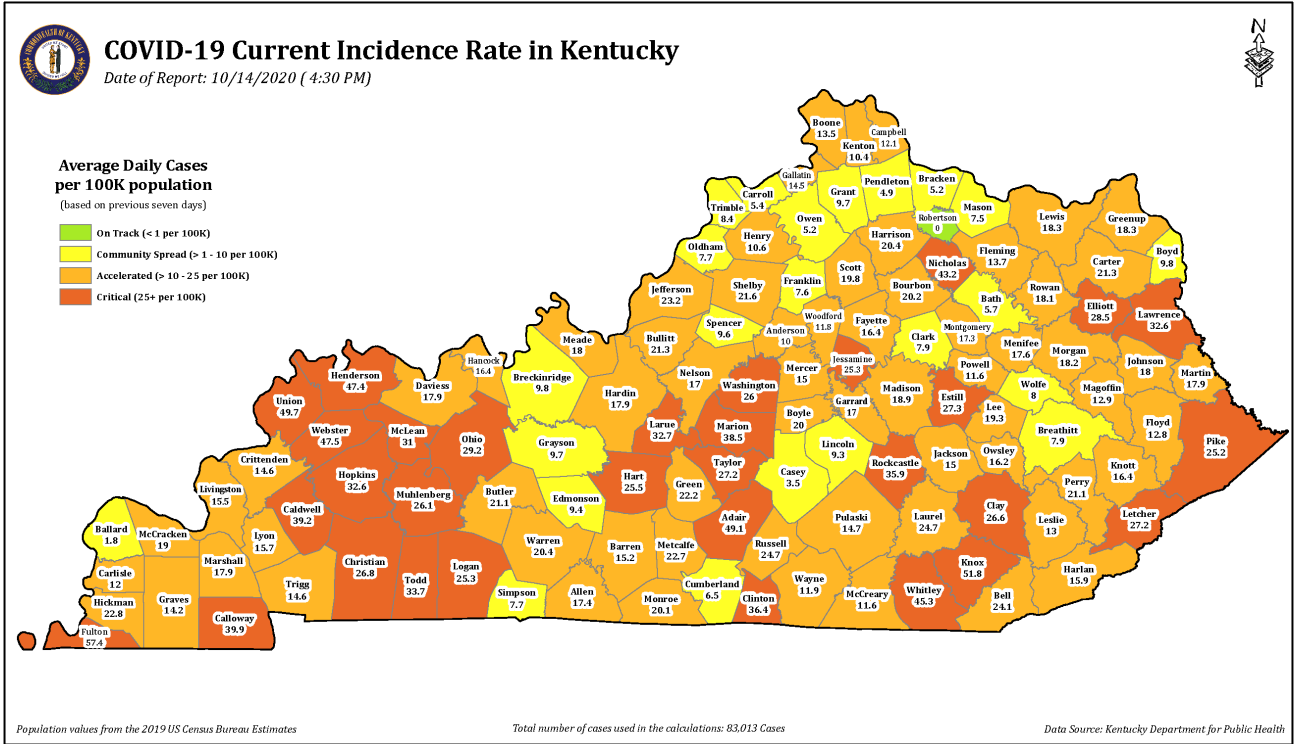 COVID-19 Current Incidence Rate in Kentucky
Date of Report: 10/14/2020 ( 4:30 PM)
N
Average Daily Cases
per 100K population
(based on previous seven days)
On Track (< 1 per 100K)
Community Spread (> 1 - 10 per 100K)
Accelerated (> 10 - 25 per 100K)
Critical (25+ per 100K)
Boone
13.5
Kenton
10.4
Campbell
12.1
Gallatin
14.5
Carroll
5.4
Trimble
8.4
Grant
9.7
Pendleton
4.9
Bracken
5.2
Mason
7.5
Robertson
0
Owen
5.2
Lewis
18.3
Greenup
18.3
Boyd
9.8
Oldham
7.7
Henry
10.6
Harrison
20.4
Nicholas
43.2
Fleming
13.7
Carter
21.3
Jefferson
23.2
Shelby
21.6
Franklin
7.6
Scott
19.8
Bourbon
20.2
Bath
5.7
Rowan
18.1
Elliott
28.5
Lawrence
32.6
Meade
18
Bullitt
21.3
Spencer
9.6
Anderson
10
Woodford
11.8
Fayette
16.4
Clark
7.9
Montgomery
17.3
Menifee
17.6
Morgan
18.2
Johnson
18
Martin
17.9
Hancock
16.4
Henderson
47.4
Daviess
17.9
Breckinridge
9.8
Hardin
17.9
Nelson
17
Washington
26
Mercer
15
Jessamine
25.3
Garrard
17
Madison
18.9
Estill
27.3
Powell
11.6
Lee
19.3
Wolfe
8
Magoffin
12.9
Floyd
12.8
Pike
25.2
Union
49.7
Webster
47.5
McLean
31
Ohio
29.2
Grayson
9.7
Larue
32.7
Marion
38.5
Boyle
20
Lincoln
9.3
Rockcastle
35.9
Jackson
15
Owsley
16.2
Breathitt
7.9
Knott
16.4
Perry
21.1
Letcher
27.2
Crittenden
14.6
Livingston
15.5
Hopkins
32.6
Caldwell
39.2
Muhlenberg
26.1
Butler
21.1
Edmonson
9.4
Hart
25.5
Green
22.2
Taylor
27.2
Casey
3.5
Adair
49.1
Pulaski
14.7
Laurel
24.7
Clay
26.6
Leslie
13
Harlan
15.9
Ballard
1.8
McCracken
19
Lyon
15.7
Marshall
17.9
Carlisle
12
Hickman
22.8
Graves
14.2
Fulton
57.4
Calloway
39.9
Trigg
14.6
Christian
26.8
Todd
33.7
Logan
25.3
Simpson
7.7
Warren
20.4
Allen
17.4
Barren
15.2
Metcalfe
22.7
Monroe
20.1
Cumberland
6.5
Clinton
36.4
Russell
24.7
Wayne
11.9
McCreary
11.6
Whitley
45.3
Knox
51.8
Bell
24.1
Population values from the 2019 US Census Bureau Estimates
Total number of cases used in the calculations: 83,013 Cases
Data Source: Kentucky Department for Public Health